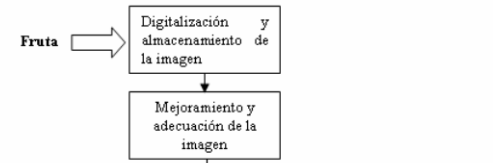 Fruta
Digitalización y
almacenamiento de
la imagen
Mejoramiento y
adecuación de la
imagen